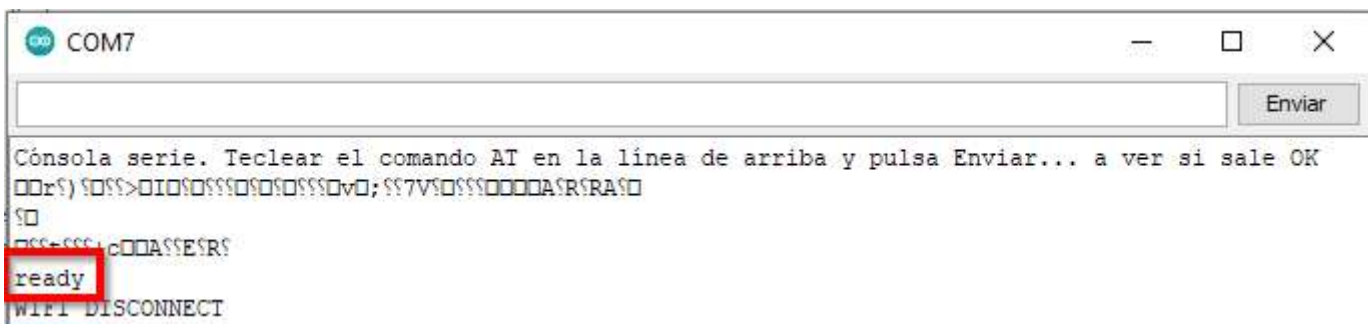 COM7
Enviar
Cónsola serie. Teclear el comando AT en la línea de arriba y pulsa Enviar... a ver si sale OK
ready
WIFI DISCONNECT